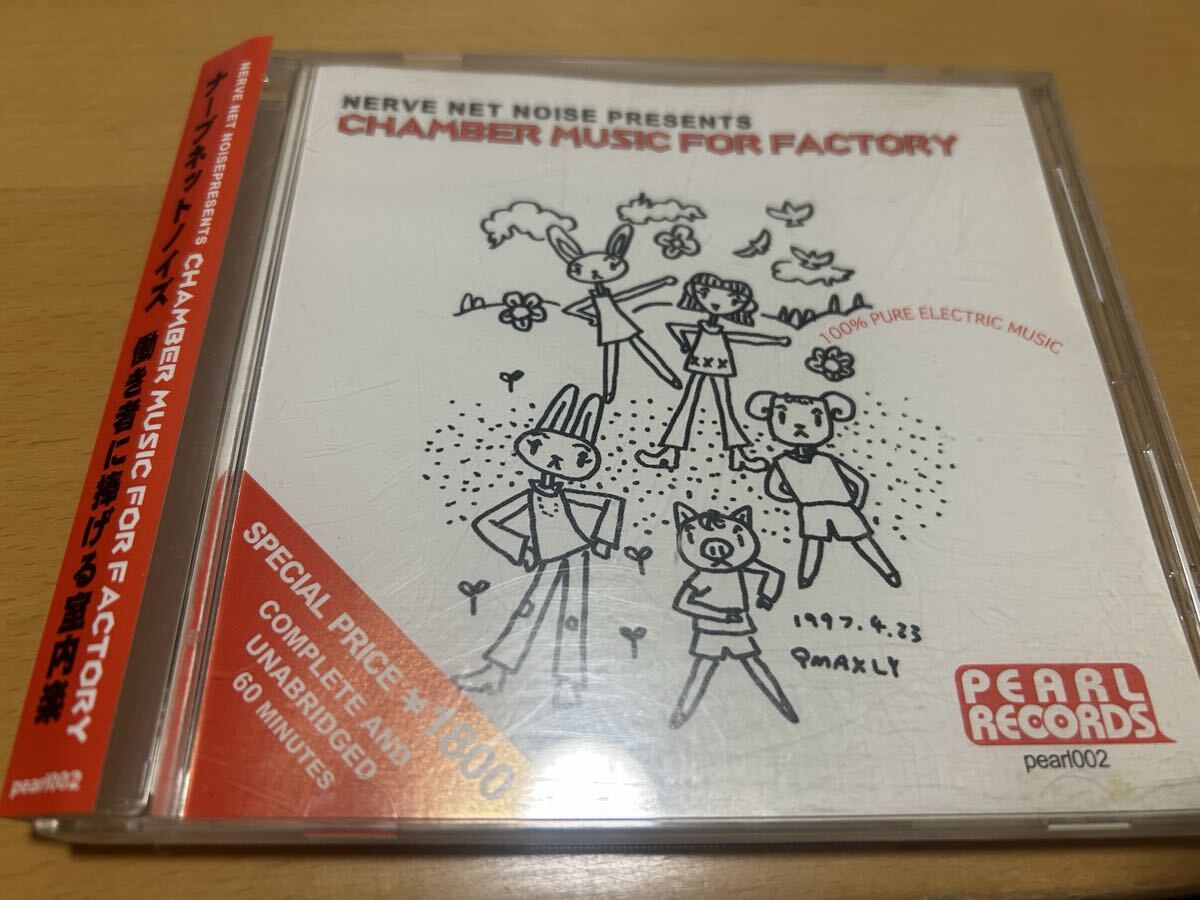 NERVE NET NOISEPRESENTS CHAMBER MUSIC FOR FACTORY
ナーブネットノイズ 働き者に捧げる室内楽
pearl002
NERVE NET NOISE PRESENTS
CHAMBER MUSIC FOR FACTORY
100% PURE ELECTRIC MUSIC
XXX
SPECIAL PRICE ¥1800
COMPLETE AND
UNABRIDGED
60 MINUTES
1997.4.23
PMAXLY
PEARL
RECORDS
pearl002